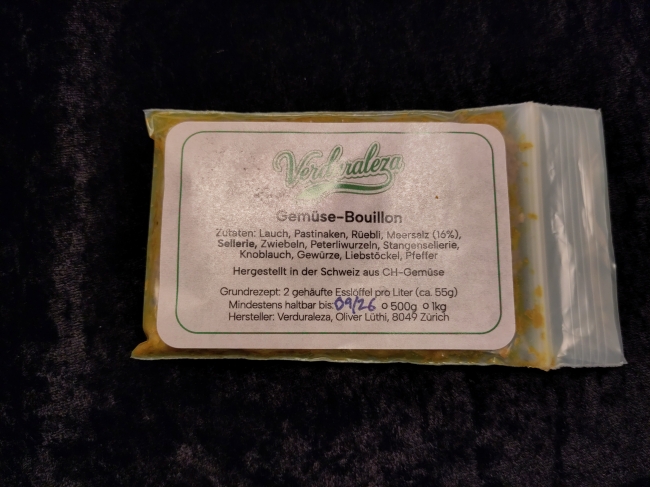 Verduraleza
Gemüse-Bouillon
Zutaten: Lauch, Pastinaken, Rüebli, Meersalz (16%),
Sellerie, Zwiebeln, Peterliwurzeln, Stangensellerie,
Knoblauch, Gewürze, Liebstöckel, Pfeffer
Hergestellt in der Schweiz aus CH-Gemüse
Grundrezept: 2 gehäufte Esslöffel pro Liter (ca. 55g)
Mindestens haltbar bis: 09/26 o 500g o 1kg
Hersteller: Verduraleza, Oliver Lüthi, 8049 Zürich